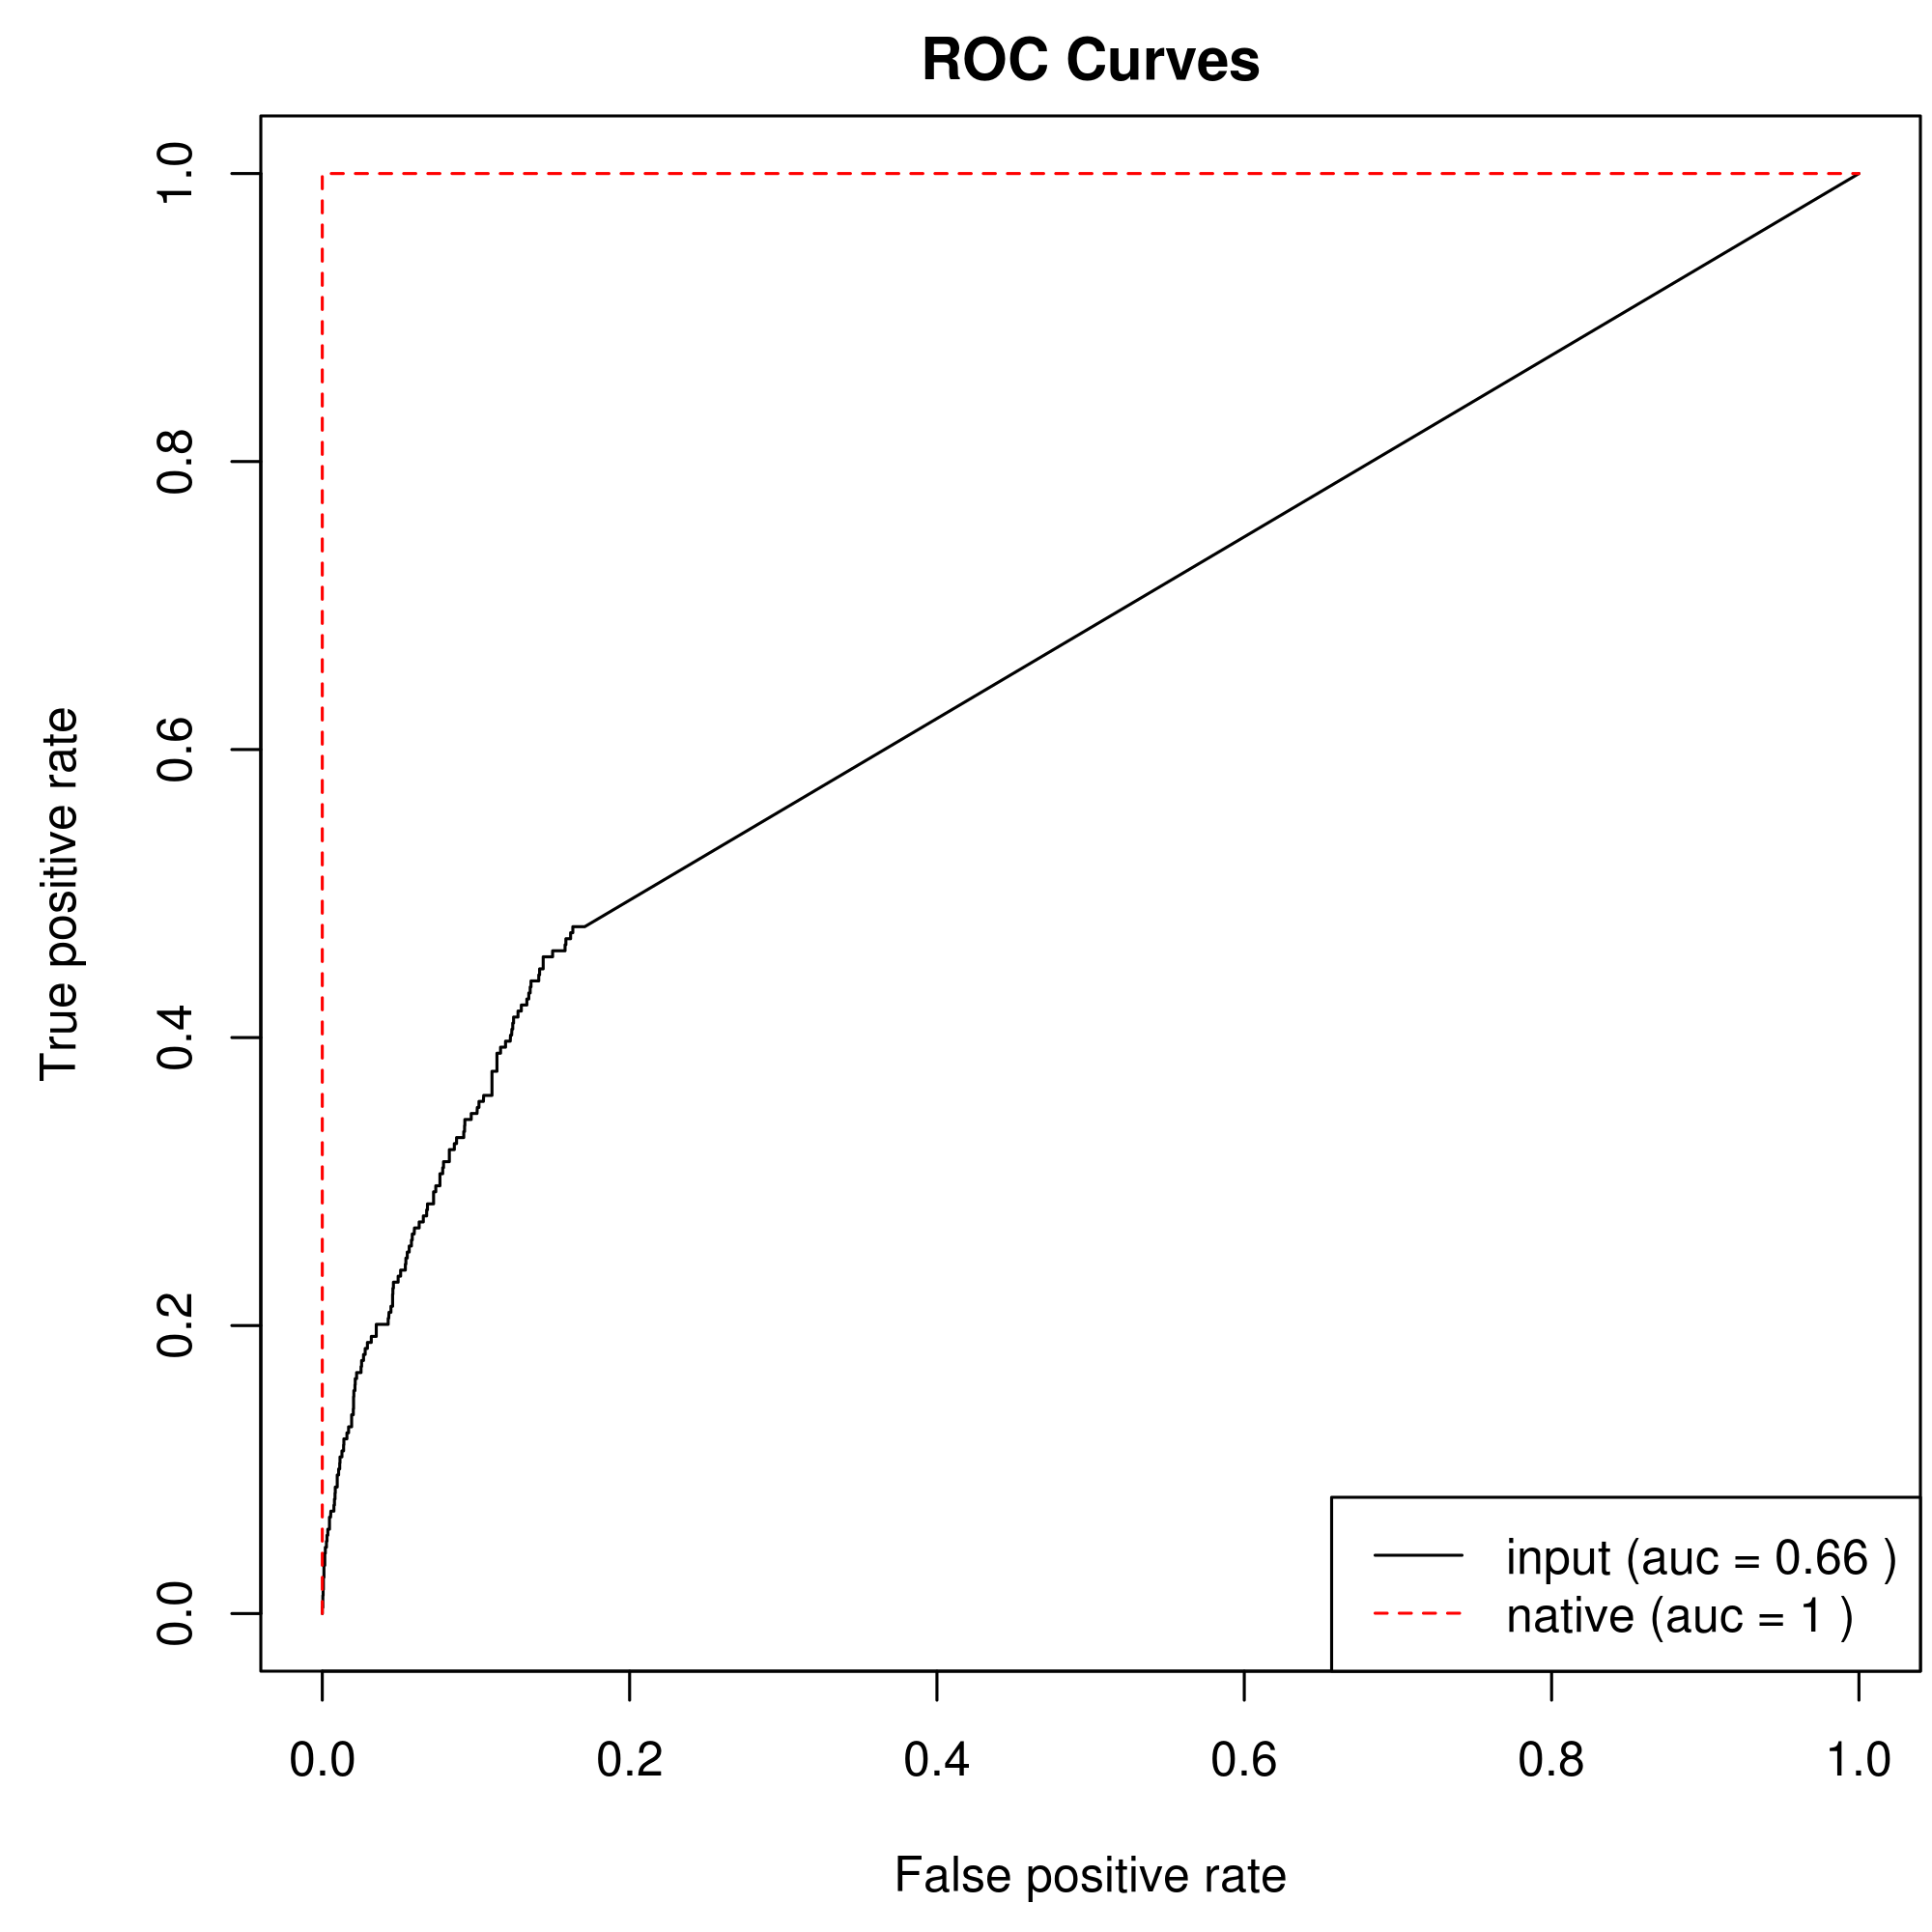 ROC Curves
True positive rate
1.0
0.8
0.6
0.4
0.2
0.0
input (auc = 0.66 )
native (auc = 1 )
0.0 0.2 0.4 0.6 0.8 1.0
False positive rate